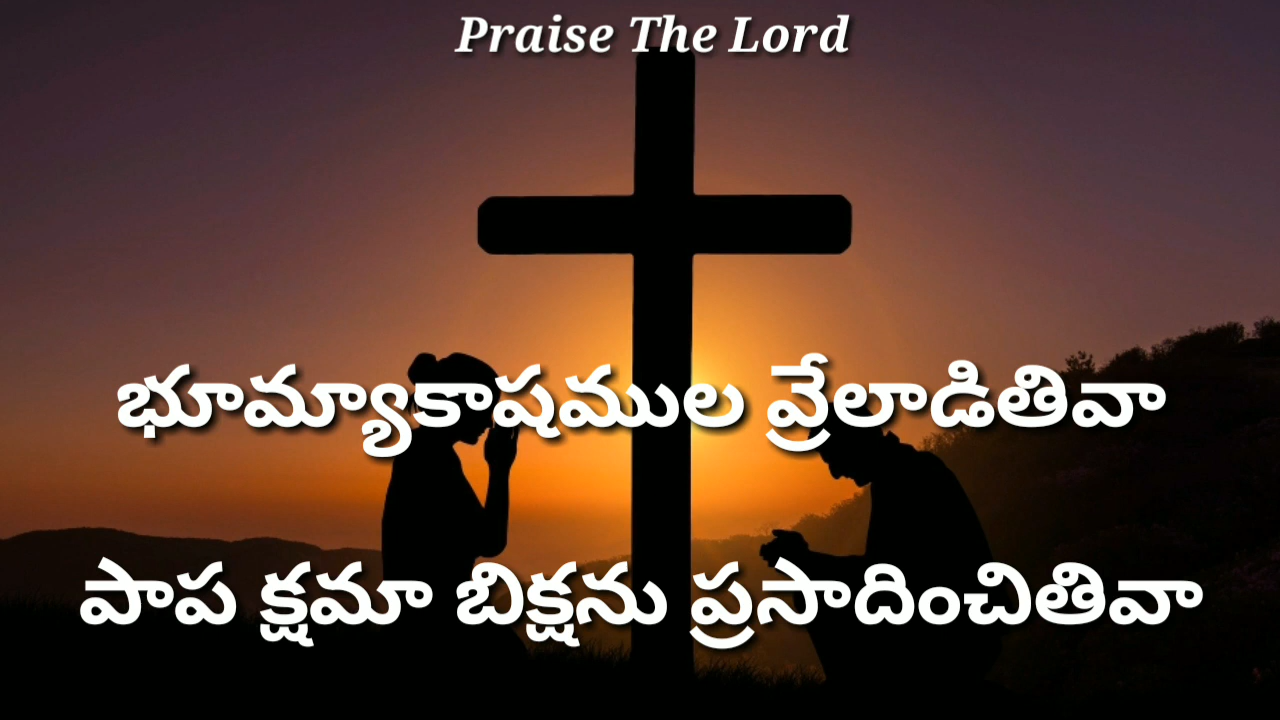 Praise The Lord
భూమ్యాకాషముల వ్రేలాడితివా
పాప క్షమా బిక్షను ప్రసాదించితివా